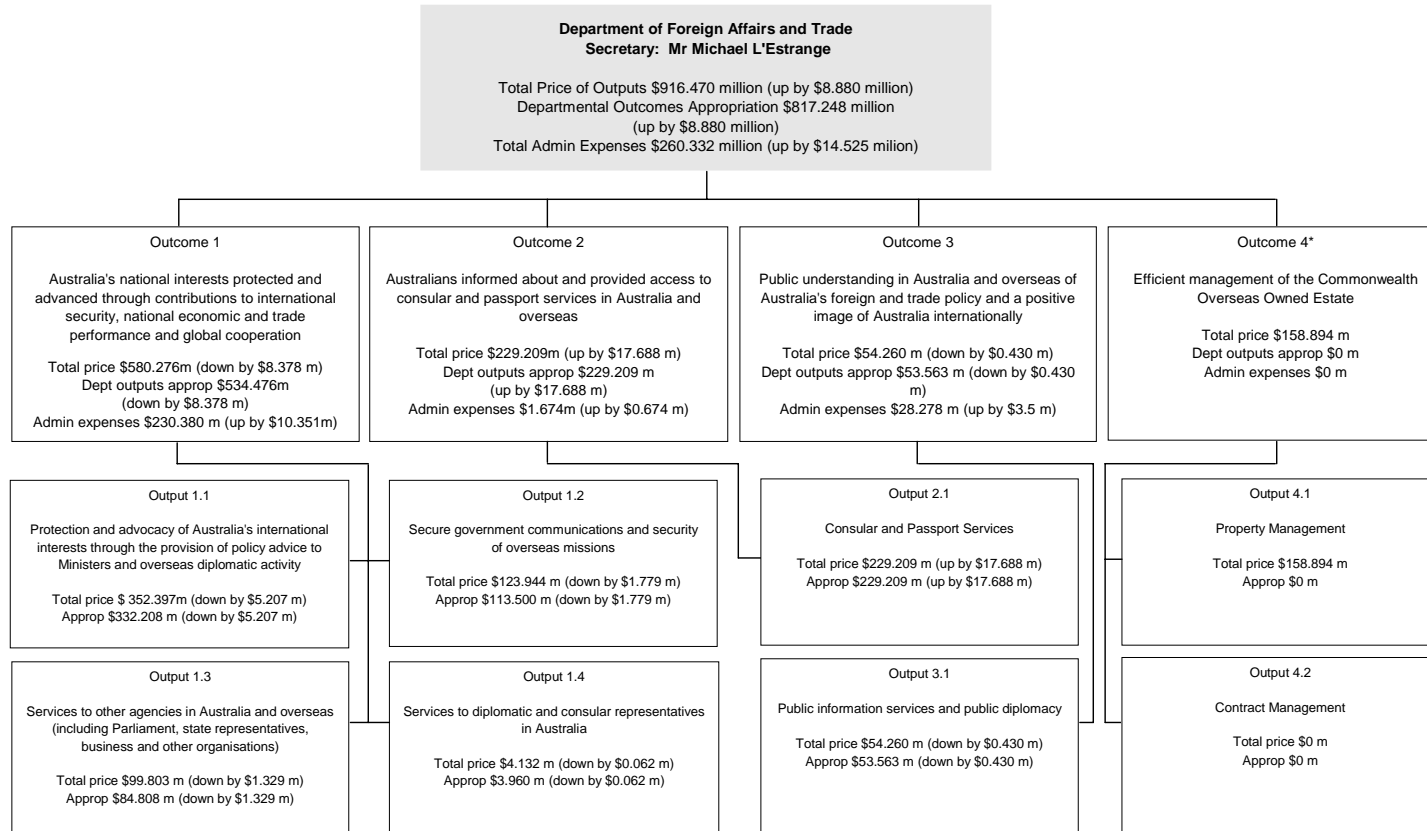 Department of Foreign Affairs and Trade
Secretary:  Mr Michael L'Estrange
Total Price of Outputs $916.470 million (up by $8.880 million)
Departmental Outcomes Appropriation $817.248 million
(up by $8.880 million)
Total Admin Expenses $260.332 million (up by $14.525 milion)
Outcome 1
Australia's national interests protected and
advanced through contributions to international
security, national economic and trade
performance and global cooperation
Total price $580.276m (down by $8.378 m)
Dept outputs approp $534.476m
(down by $8.378 m)
Admin expenses $230.380 m (up by $10.351m)
Outcome 2
Australians informed about and provided access to
consular and passport services in Australia and
overseas
Total price $229.209m (up by $17.688 m)
Dept outputs approp $229.209 m
(up by $17.688 m)
Admin expenses $1.674m (up by $0.674 m)
Outcome 3
Public understanding in Australia and overseas of
Australia's foreign and trade policy and a positive
image of Australia internationally
Total price $54.260 m (down by $0.430 m)
Dept outputs approp $53.563 m (down by $0.430
m)
Admin expenses $28.278 m (up by $3.5 m)
Outcome 4*
Efficient management of the Commonwealth
Overseas Owned Estate
Total price $158.894 m
Dept outputs approp $0 m
Admin expenses $0 m
Output 1.1
Protection and advocacy of Australia's international
interests through the provision of policy advice to
Ministers and overseas diplomatic activity
Total price $ 352.397m (down by $5.207 m)
Approp $332.208 m (down by $5.207 m)
Output 1.2
Secure government communications and security
of overseas missions
Total price $123.944 m (down by $1.779 m)
Approp $113.500 m (down by $1.779 m)
Output 2.1
Consular and Passport Services
Total price $229.209 m (up by $17.688 m)
Approp $229.209 m (up by $17.688 m)
Output 4.1
Property Management
Total price $158.894 m
Approp $0 m
Output 1.3
Services to other agencies in Australia and overseas
(including Parliament, state representatives,
business and other organisations)
Total price $99.803 m (down by $1.329 m)
Approp $84.808 m (down by $1.329 m)
Output 1.4
Services to diplomatic and consular representatives
in Australia
Total price $4.132 m (down by $0.062 m)
Approp $3.960 m (down by $0.062 m)
Output 3.1
Public information services and public diplomacy
Total price $54.260 m (down by $0.430 m)
Approp $53.563 m (down by $0.430 m)
Output 4.2
Contract Management
Total price $0 m
Approp $0 m